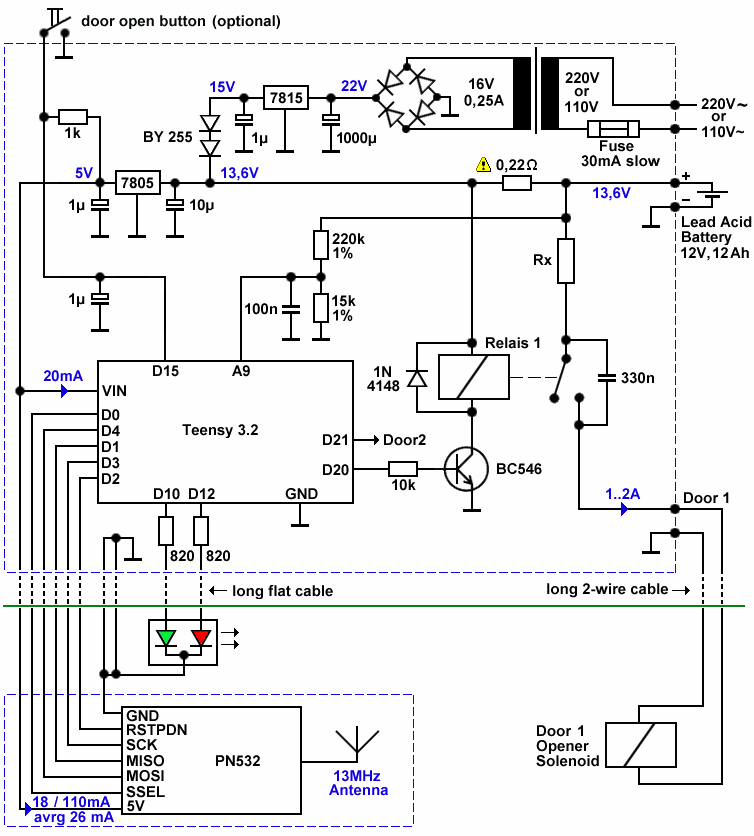 door open button (optional)
15V
7815
22V
16V
0,25A
220V
or
110V
220V~
or
110V~
1k
BY 255
1µ
1000µ
Fuse
30mA slow
5V
7805
13,6V
0,22Ω
13,6V
+
−
1µ
10µ
Lead Acid
Battery
12V, 12Ah
220k
1%
Rx
1µ
100n
15k
1%
D15
A9
1N
4148
Relais 1
330n
20mA
VIN
D0
D4
D1
D3
D2
Teensy 3.2
D21
Door2
D20
10k
BC546
D10
D12
GND
1..2A
Door 1
820
820
long flat cable
long 2-wire cable
GND
RSTPDN
SCK
MISO
MOSI
SSEL
5V
PN532
13MHz
Antenna
Door 1
Opener
Solenoid
18 / 110mA
avrg 26 mA